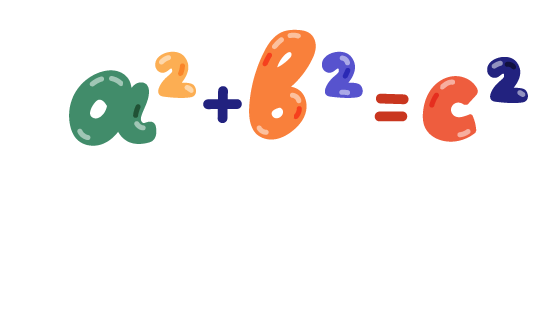 a² + b² = c²